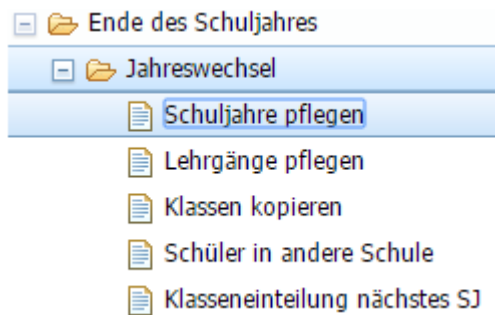 Ende des Schuljahres
Jahreswechsel
Schuljahre pflegen
Lehrgänge pflegen
Klassen kopieren
Schüler in andere Schule
Klasseneinteilung nächstes SJ